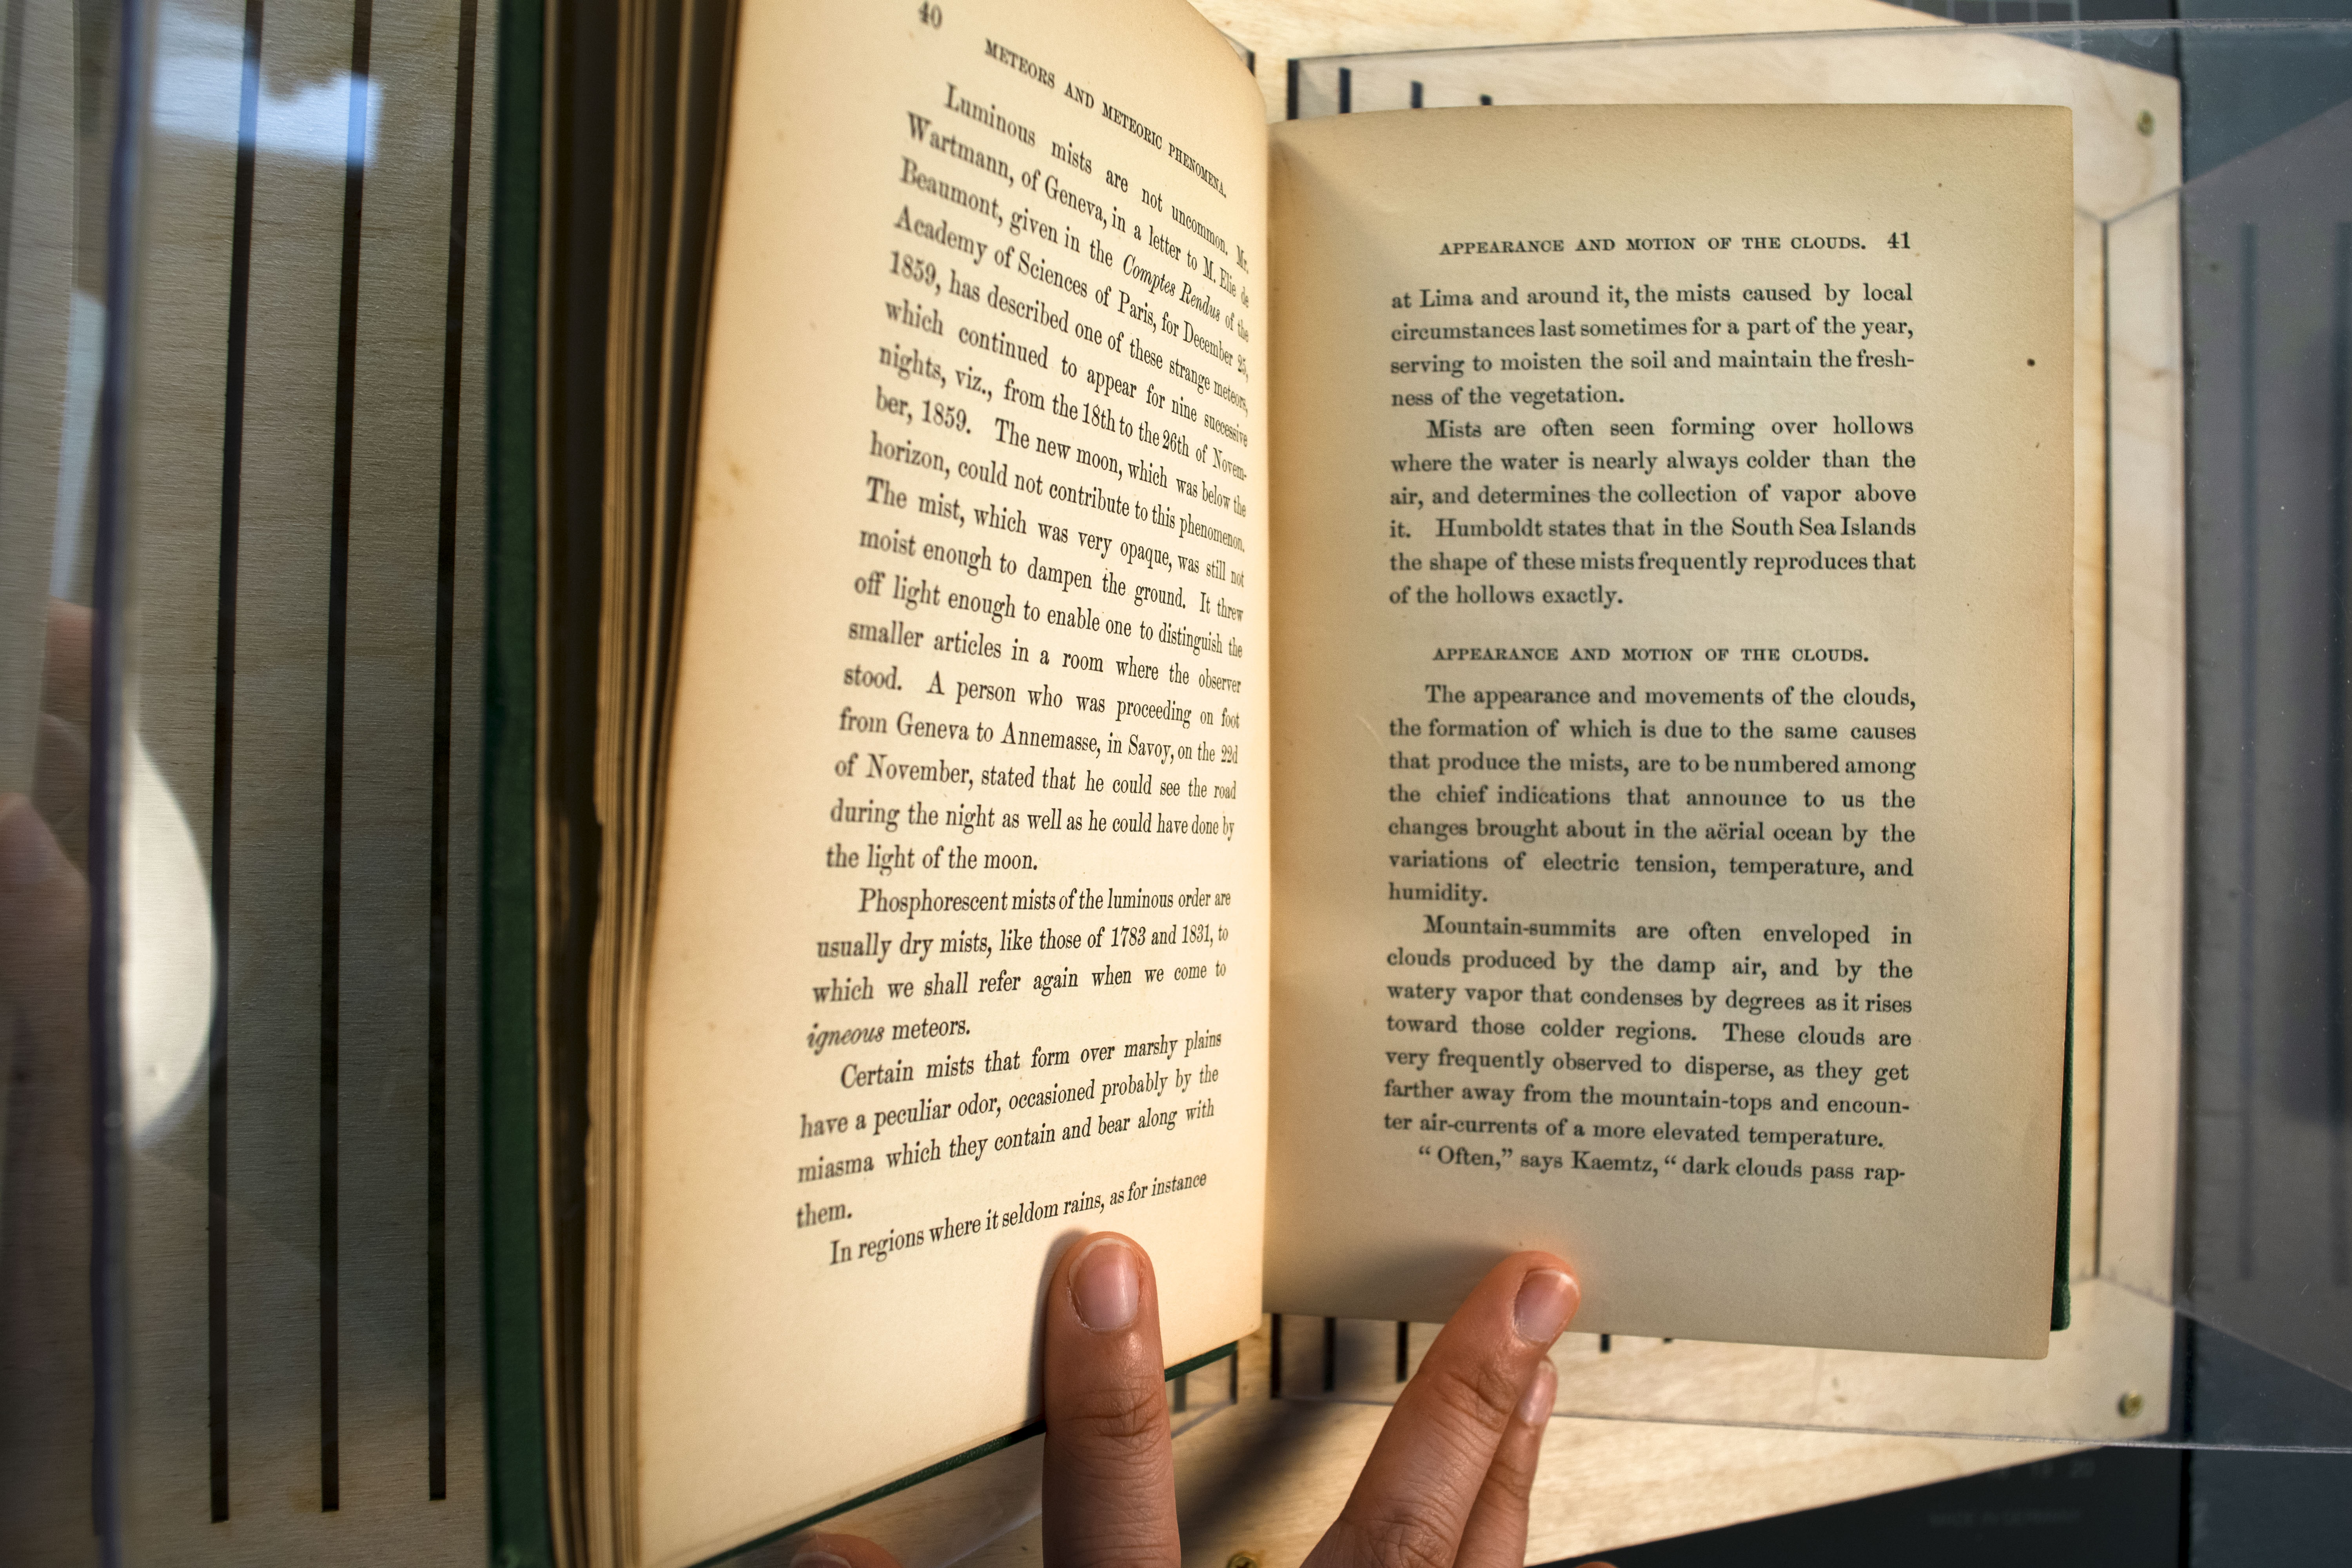 40
METEORS AND METEORIC PHENOMENA.
Luminous mists are not uncommon. Mr.
Wartmann, of Geneva, in a letter to M. Elie de
Beaumont, given in the Comptes Rendus of the
Academy of Sciences of Paris, for December 25,
1859, has described one of these strange meteors,
which continued to appear for nine successive
nights, viz., from the 18th to the 26th of Novem-
ber, 1859. The new moon, which was below the
horizon, could not contribute to this phenomenon.
The mist, which was very opaque, was still not
moist enough to dampen the ground. It threw
off light enough to enable one to distinguish the
smaller articles in a room where the observer
stood. A person who was proceeding on foot
from Geneva to Annemasse, in Savoy, on the 22d
of November, stated that he could see the road
during the night as well as he could have done by
the light of the moon.
Phosphorescent mists of the luminous order are
usually dry mists, like those of 1783 and 1831, to
which we shall refer again when we come to
igneous meteors.
Certain mists that form over marshy plains
have a peculiar odor, occasioned probably by the
miasma which they contain and bear along with
them.
In regions where it seldom rains, as for instance
APPEARANCE AND MOTION OF THE CLOUDS. 41
at Lima and around it, the mists caused by local
circumstances last sometimes for a part of the year,
serving to moisten the soil and maintain the fresh-
ness of the vegetation.
Mists are often seen forming over hollows
where the water is nearly always colder than the
air, and determines the collection of vapor above
it. Humboldt states that in the South Sea Islands
the shape of these mists frequently reproduces that
of the hollows exactly.
APPEARANCE AND MOTION OF THE CLOUDS.
The appearance and movements of the clouds,
the formation of which is due to the same causes
that produce the mists, are to be numbered among
the chief indications that announce to us the
changes brought about in the aërial ocean by the
variations of electric tension, temperature, and
humidity.
Mountain-summits are often enveloped in
clouds produced by the damp air, and by the
watery vapor that condenses by degrees as it rises
toward those colder regions. These clouds are
very frequently observed to disperse, as they get
farther away from the mountain-tops and encoun-
ter air-currents of a more elevated temperature.
“ Often,” says Kaemtz, “ dark clouds pass rap-